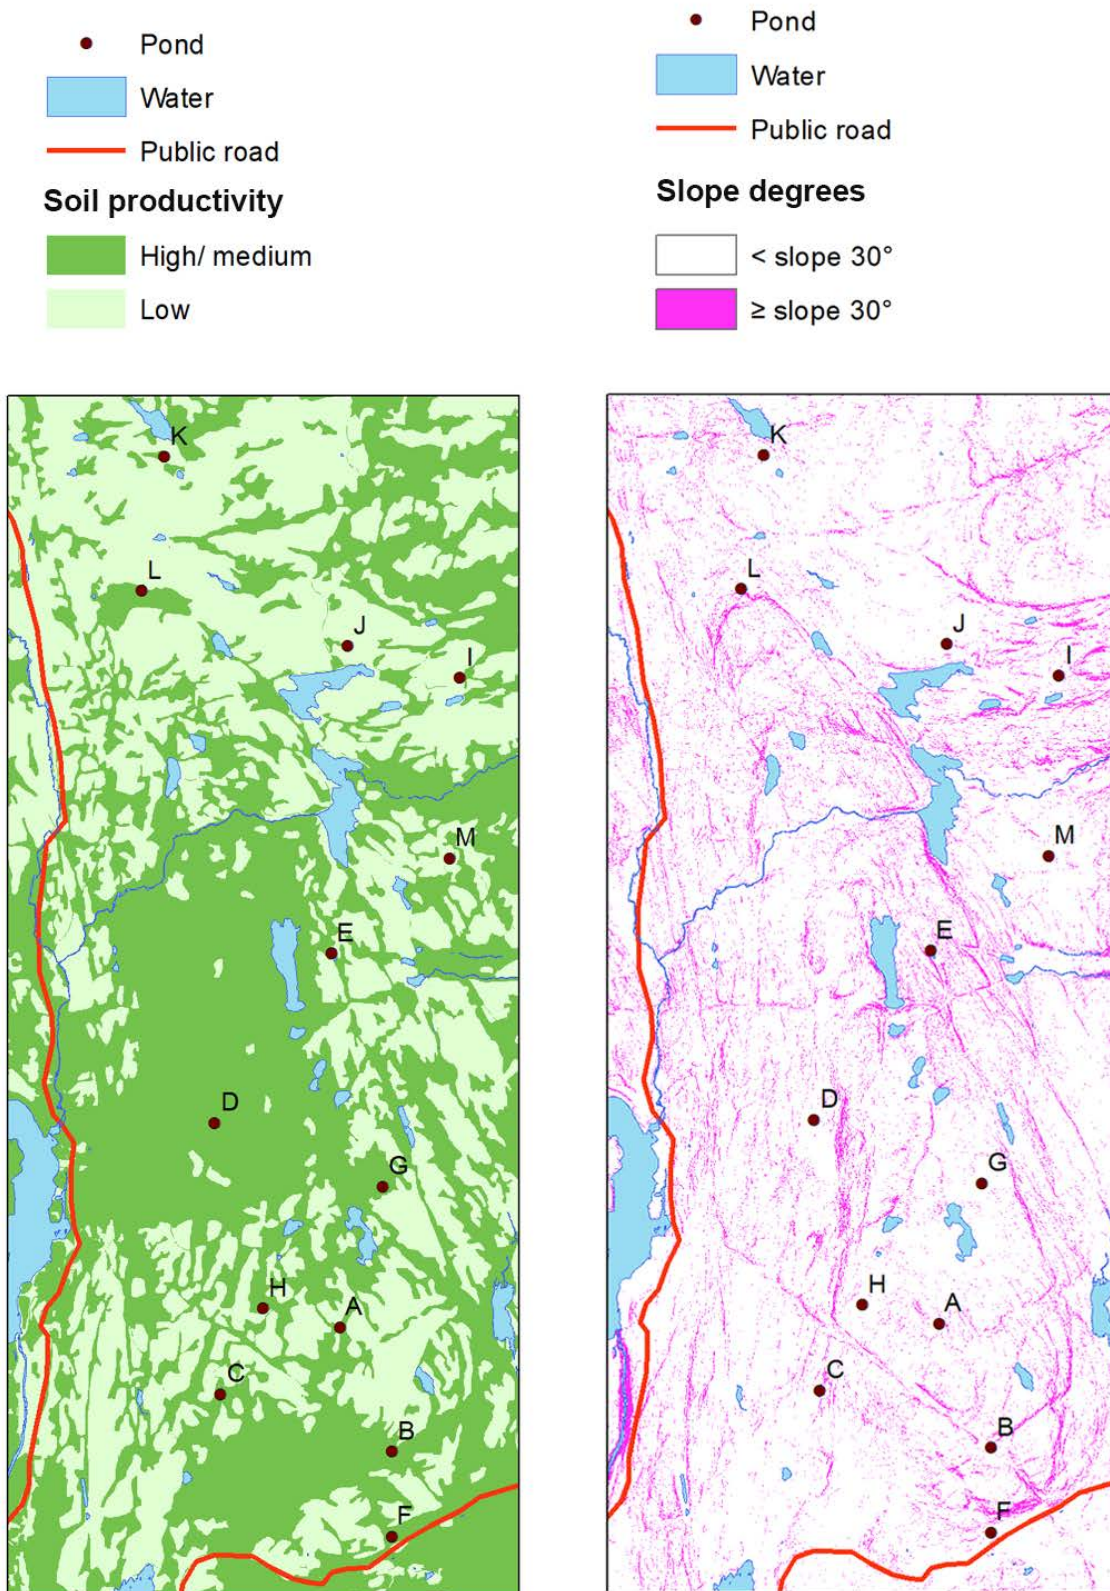 Pond
Water
Public road
Soil productivity
High/ medium
Low
K
L
J
I
M
E
D
G
H
A
C
B
F
Pond
Water
Public road
Slope degrees
< slope 30°
≥ slope 30°
K
L
J
I
M
E
D
G
H
A
C
B
F